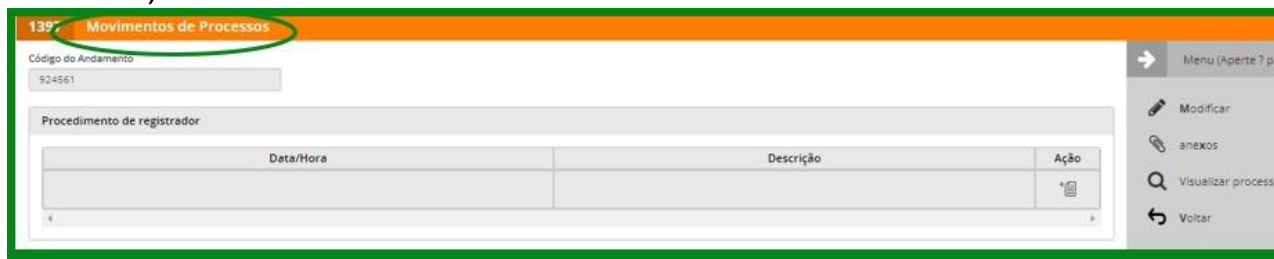 1397 Movimentos de Processos
Código do Andamento
924561
Menu (Aperte ? p
Procedimento de registrador
Modificar
Data/Hora Descrição Ação
anexos
Visualizar process
Voltar